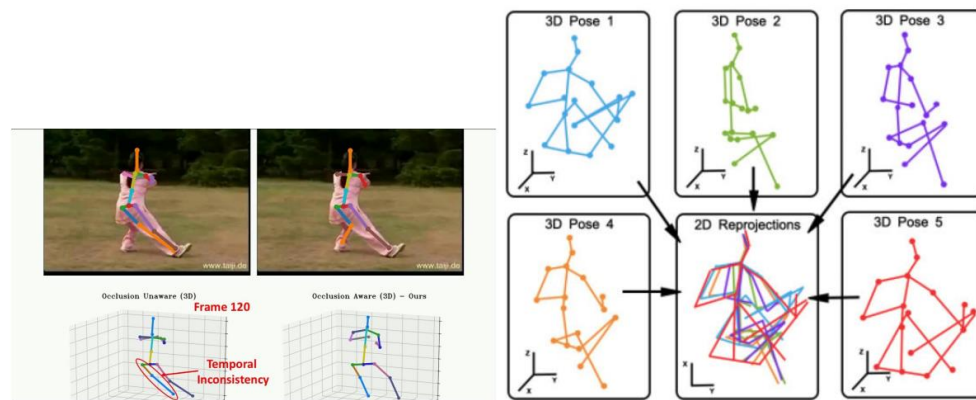 www.taiji.de
www.taiji.de
Occlusion Unaware (3D)
Occlusion Aware (3D) – Ours
Frame 120
Temporal
Inconsistency
3D Pose 1
Z
Y
X
3D Pose 2
Z
Y
X
3D Pose 3
Z
Y
X
3D Pose 4
Z
Y
X
2D Reprojections
X
Y
3D Pose 5
Z
Y
X